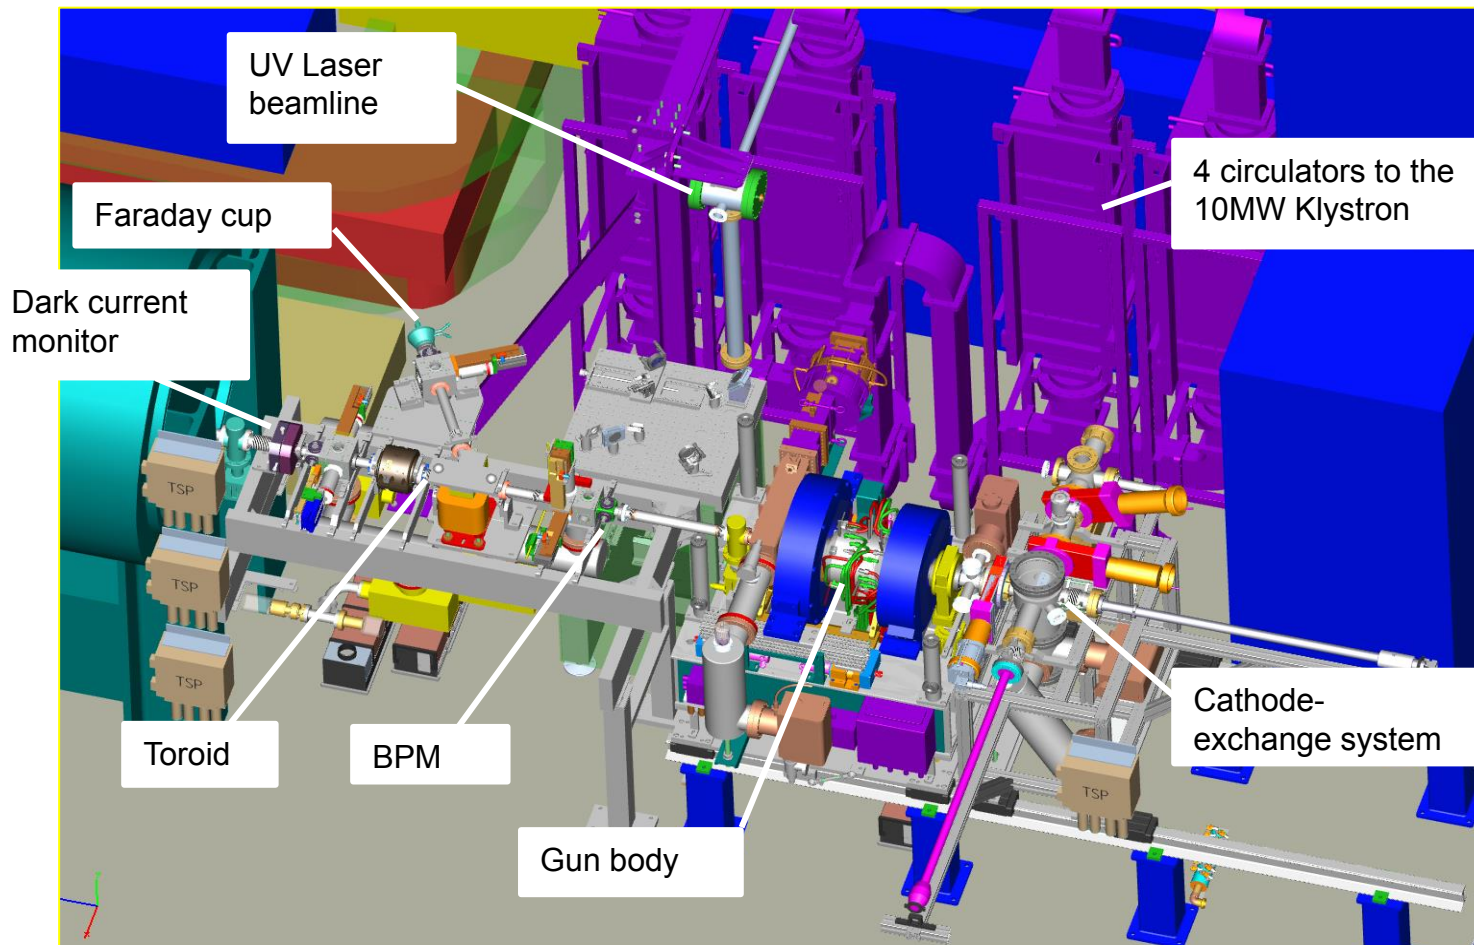 UV Laser
beamline
4 circulators to the
10MW Klystron
Faraday cup
Dark current
monitor
TSP
TSP
TSP
Toroid
BPM
Gun body
Cathode-
exchange system
TSP